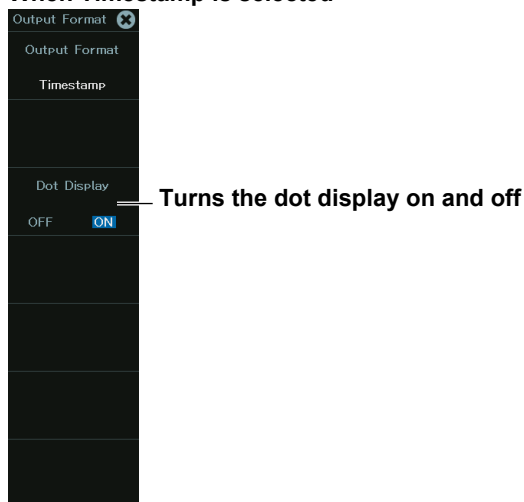 When Timestamp is selected
Output Format
Output Format
Timestamp
Dot Display
Turns the dot display on and off
OFF ON